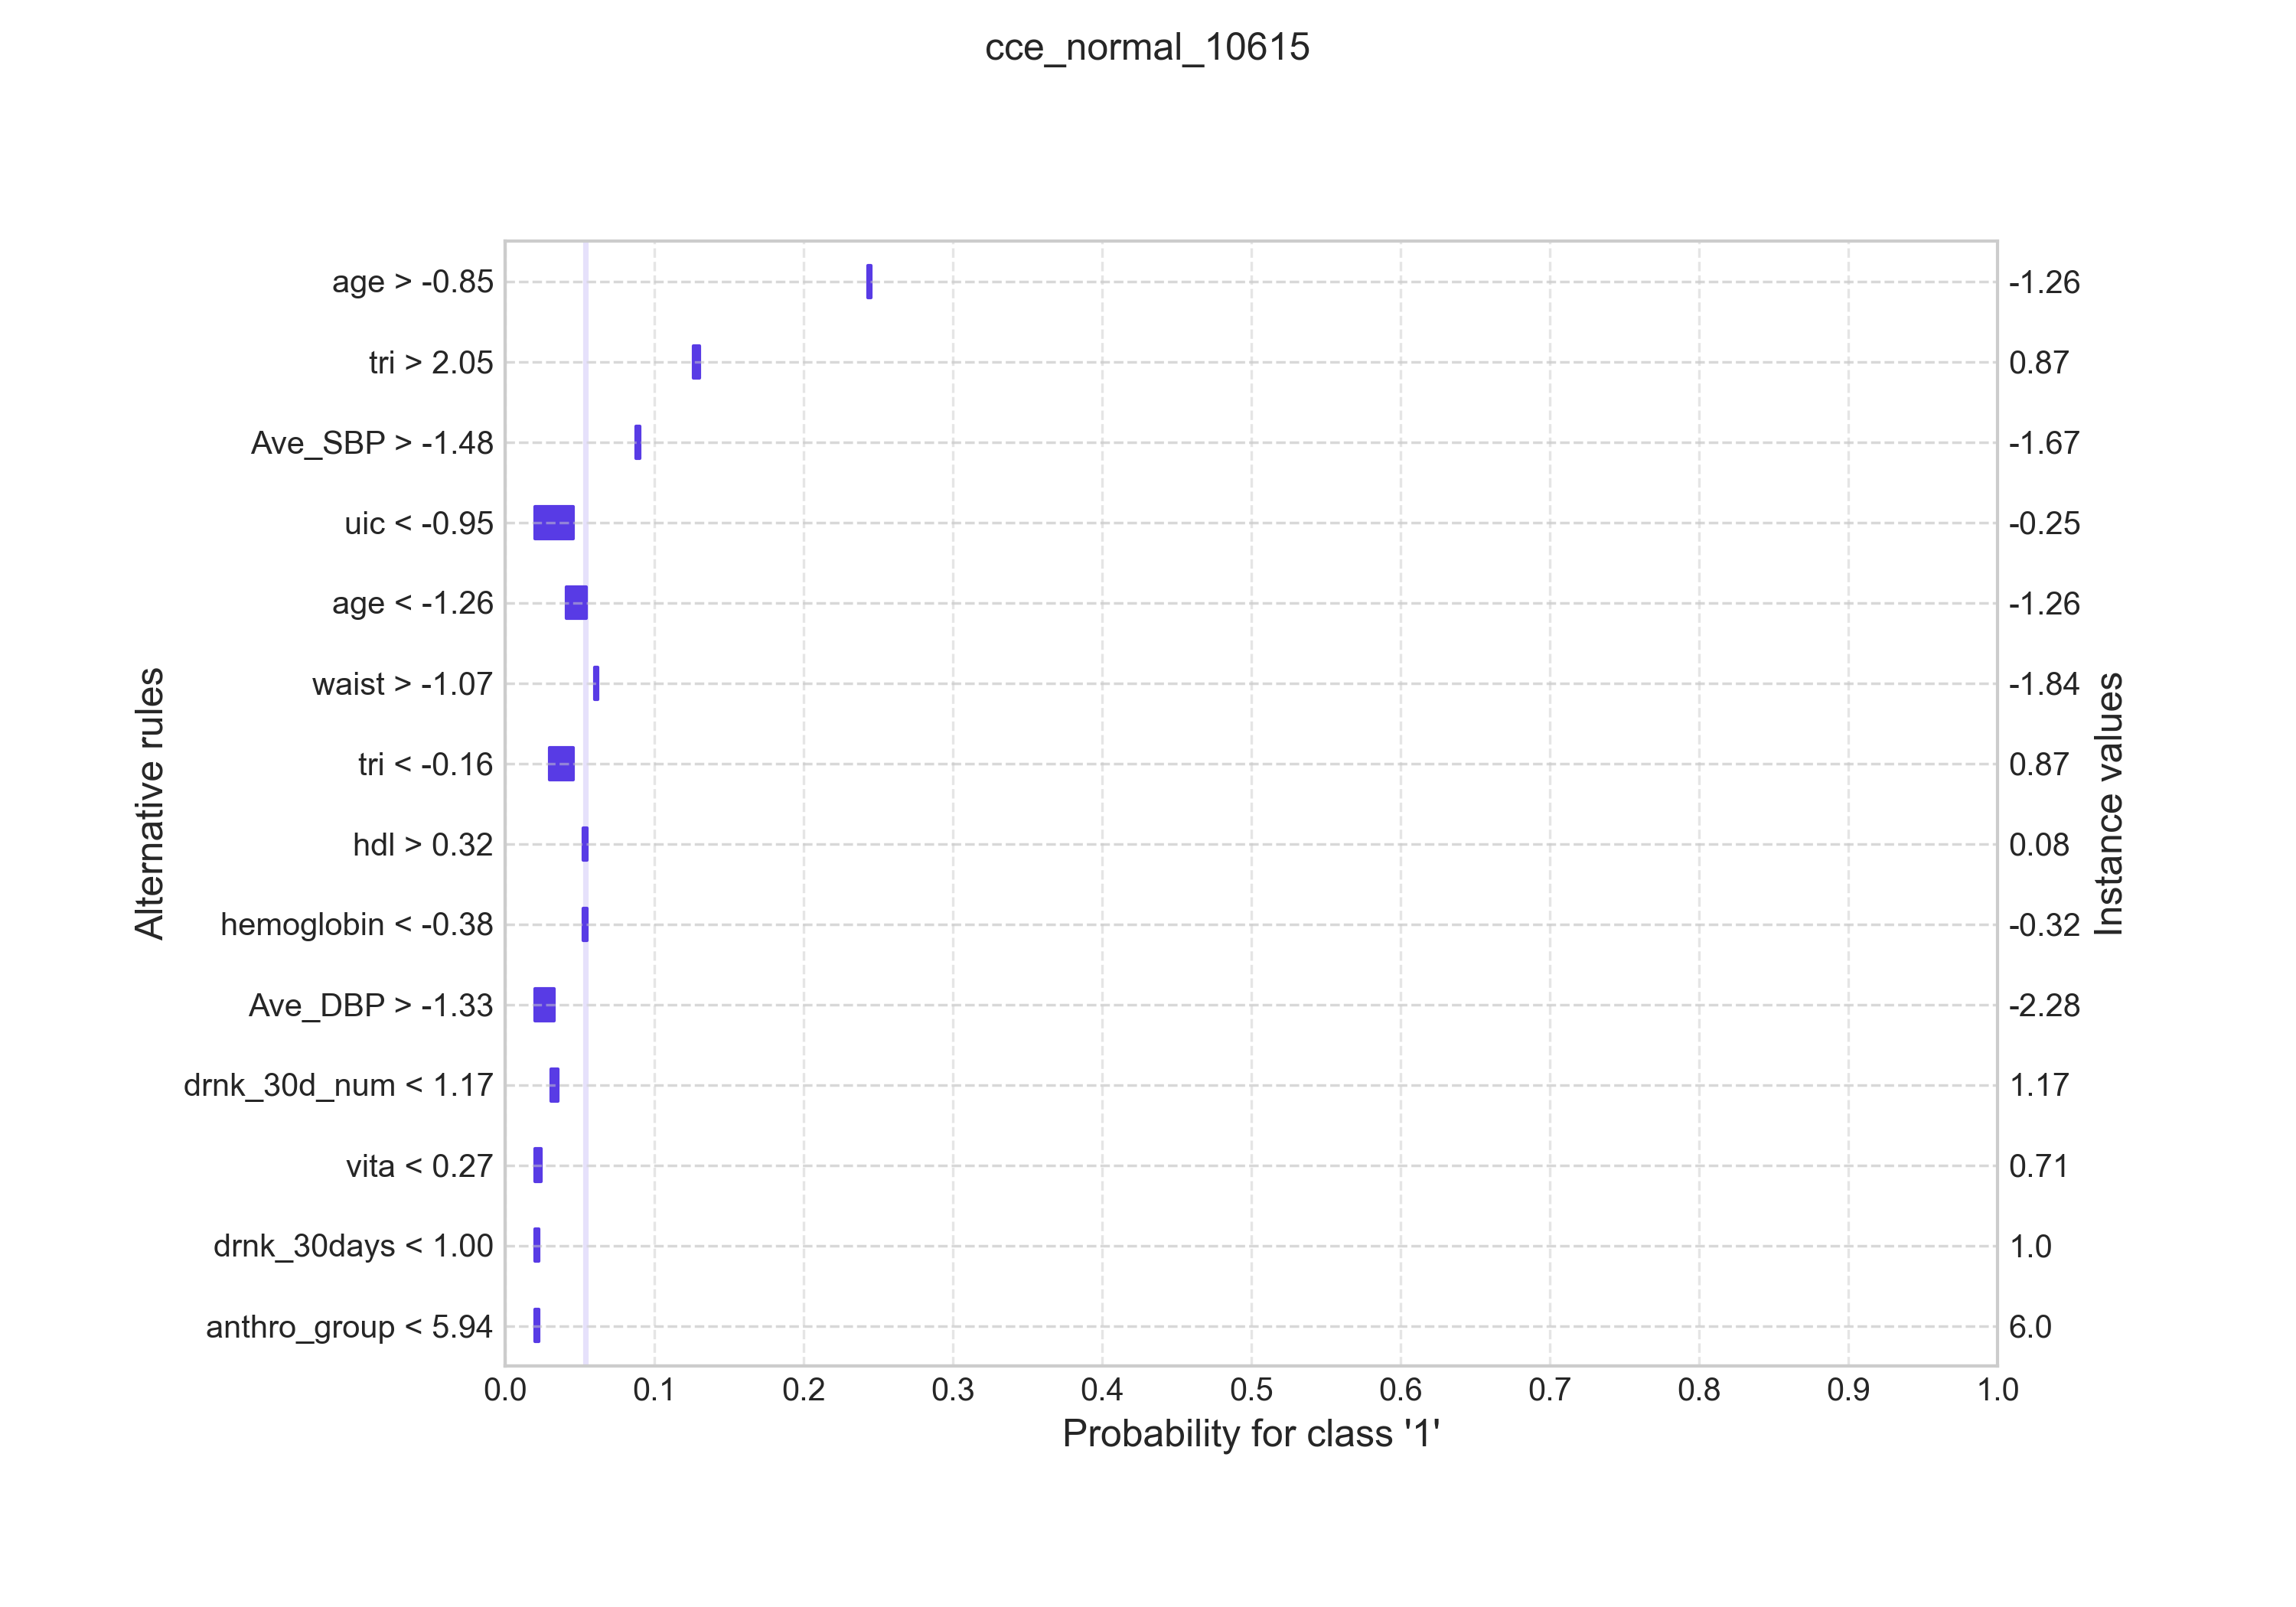 cce_normal_10615
age > -0.85 -1.26
tri > 2.05 0.87
Ave_SBP > -1.48 -1.67
uic < -0.95 -0.25
age < -1.26 -1.26
waist > -1.07 -1.84
tri < -0.16 0.87
hdl > 0.32 0.08
hemoglobin < -0.38 -0.32
Ave_DBP > -1.33 -2.28
drnk_30d_num < 1.17 1.17
vita < 0.27 0.71
drnk_30days < 1.00 1.0
anthro_group < 5.94 6.0
Alternative rules
Instance values
0.0 0.1 0.2 0.3 0.4 0.5 0.6 0.7 0.8 0.9 1.0
Probability for class '1'